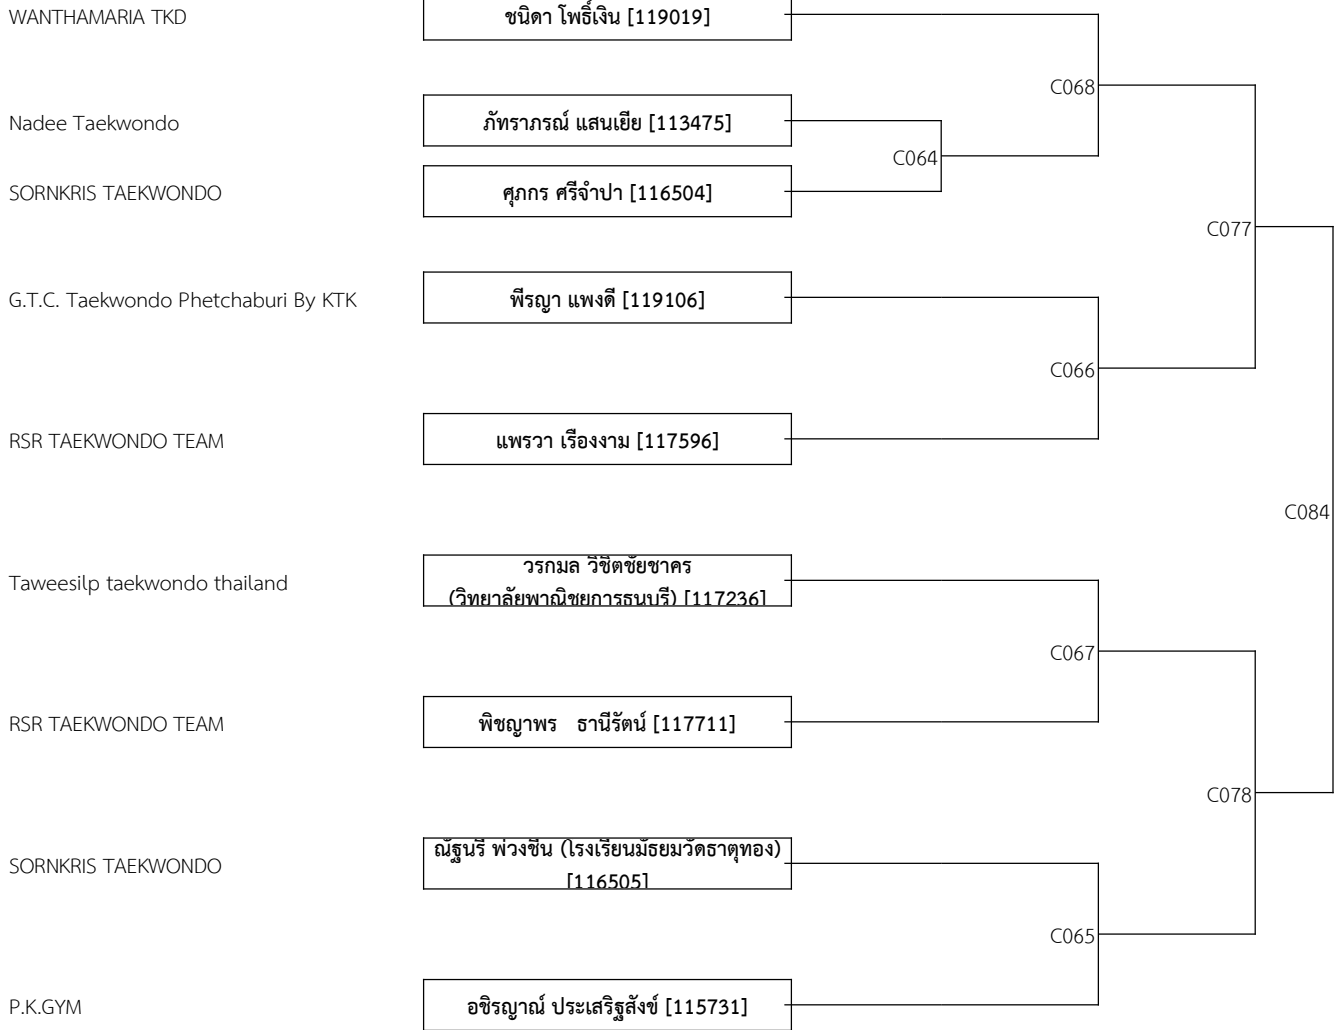 WANTHAMARIA TKD
ชนิดา โพธิ์เงิน [119019]
C068
Nadee Taekwondo
ภัทราภรณ์ แสนเยีย [113475]
C064
SORNKRIS TAEKWONDO
ศุภกร ศรีจำปา [116504]
C077
G.T.C. Taekwondo Phetchaburi By KTK
พีรญา แพงดี [119106]
C066
RSR TAEKWONDO TEAM
แพรวา เรืองงาม [117596]
C084
Taweesilp taekwondo thailand
วรกมล วิชิตชัยชาคร
(วิทยาลัยพาณิชยการธนบุรี) [117236]
C067
RSR TAEKWONDO TEAM
พิชญาพร ธานีรัตน์ [117711]
C078
SORNKRIS TAEKWONDO
ณัฐนรี พ่วงชิ้น (โรงเรียนมัธยมวัดธาตุทอง)
[116505]
C065
P.K.GYM
อชิรญาณ์ ประเสริฐสังข์ [115731]